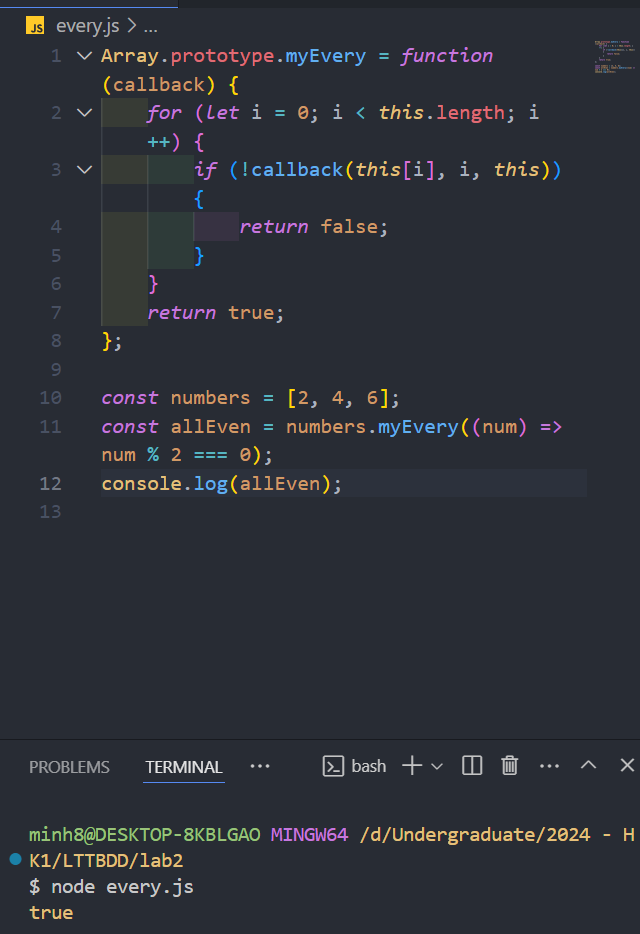 JS every.js > ...
1 Array.prototype.myEvery = function
(callback) {
2 for (let i = 0; i < this.length; i
++) {
3 if (!callback(this[i], i, this))
{
4 return false;
5 }
6 }
7 return true;
8 };
9
10 const numbers = [2, 4, 6];
11 const allEven = numbers.myEvery((num) =>
num % 2 === 0);
12 console.log(allEven);
13
PROBLEMS TERMINAL ... bash ...
minh8@DESKTOP-8KBLGAO MINGW64 /d/Undergraduate/2024 - H
K1/LTTBDD/lab2
$ node every.js
true